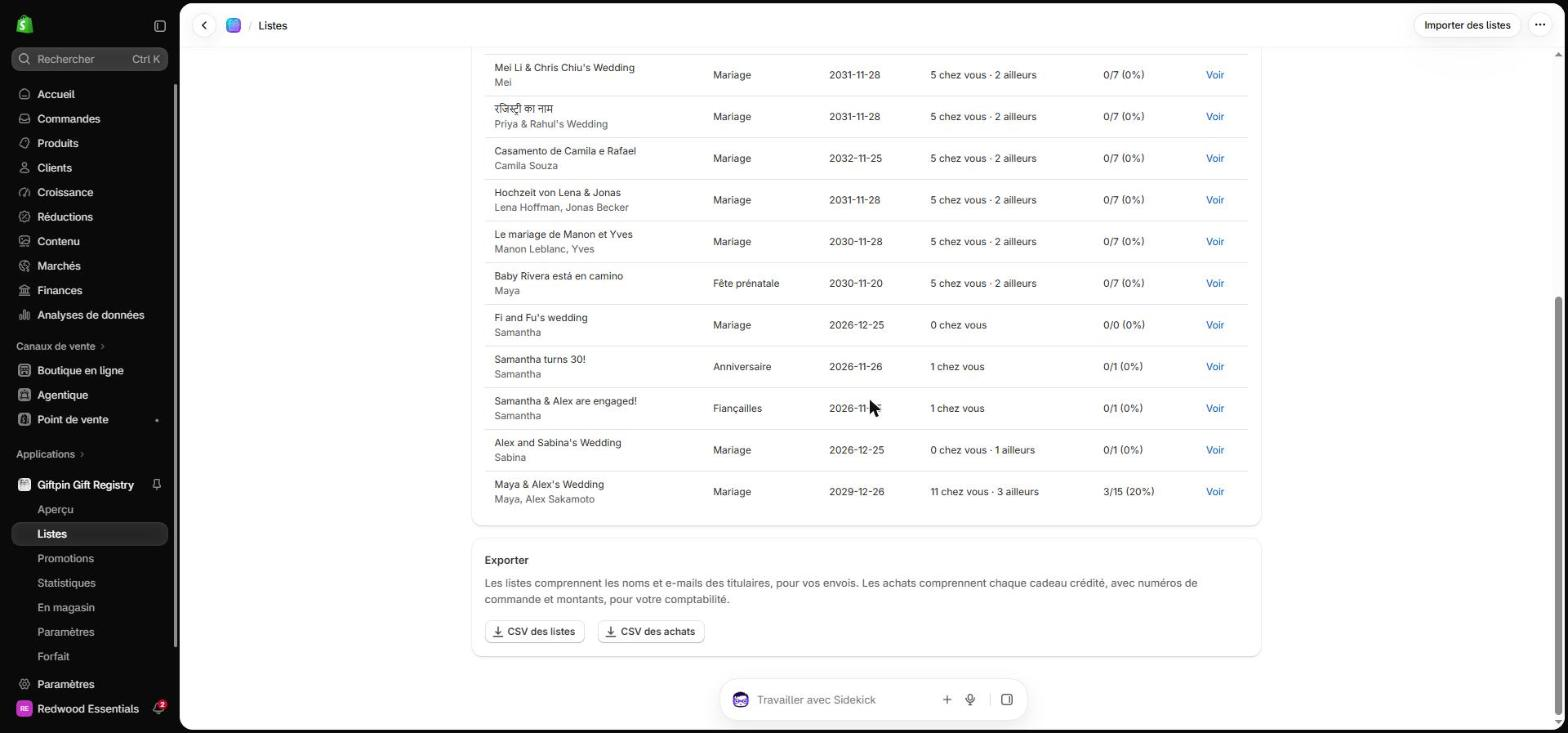 Rechercher Ctrl K
Accueil
Commandes
Produits
Clients
Croissance
Réductions
Contenu
Marchés
Finances
Analyses de données
Canaux de vente
Boutique en ligne
Agentique
Point de vente
Applications
Giftpin Gift Registry
Aperçu
Listes
Promotions
Statistiques
En magasin
Paramètres
Forfait
Paramètres
RE Redwood Essentials 2
/ Listes
Importer des listes
Mei Li & Chris Chiu's Wedding
Mei
Mariage 2031-11-28 5 chez vous · 2 ailleurs 0/7 (0%) Voir
रजिस्ट्री का नाम
Priya & Rahul's Wedding
Mariage 2031-11-28 5 chez vous · 2 ailleurs 0/7 (0%) Voir
Casamento de Camila e Rafael
Camila Souza
Mariage 2032-11-25 5 chez vous · 2 ailleurs 0/7 (0%) Voir
Hochzeit von Lena & Jonas
Lena Hoffman, Jonas Becker
Mariage 2031-11-28 5 chez vous · 2 ailleurs 0/7 (0%) Voir
Le mariage de Manon et Yves
Manon Leblanc, Yves
Mariage 2030-11-28 5 chez vous · 2 ailleurs 0/7 (0%) Voir
Baby Rivera está en camino
Maya
Fête prénatale 2030-11-20 5 chez vous · 2 ailleurs 0/7 (0%) Voir
Fi and Fu's wedding
Samantha
Mariage 2026-12-25 0 chez vous 0/0 (0%) Voir
Samantha turns 30!
Samantha
Anniversaire 2026-11-26 1 chez vous 0/1 (0%) Voir
Samantha & Alex are engaged!
Samantha
Fiançailles 2026-11- 1 chez vous 0/1 (0%) Voir
Alex and Sabina's Wedding
Sabina
Mariage 2026-12-25 0 chez vous · 1 ailleurs 0/1 (0%) Voir
Maya & Alex's Wedding
Maya, Alex Sakamoto
Mariage 2029-12-26 11 chez vous · 3 ailleurs 3/15 (20%) Voir
Exporter
Les listes comprennent les noms et e-mails des titulaires, pour vos envois. Les achats comprennent chaque cadeau crédité, avec numéros de
commande et montants, pour votre comptabilité.
CSV des listes CSV des achats
Travailler avec Sidekick